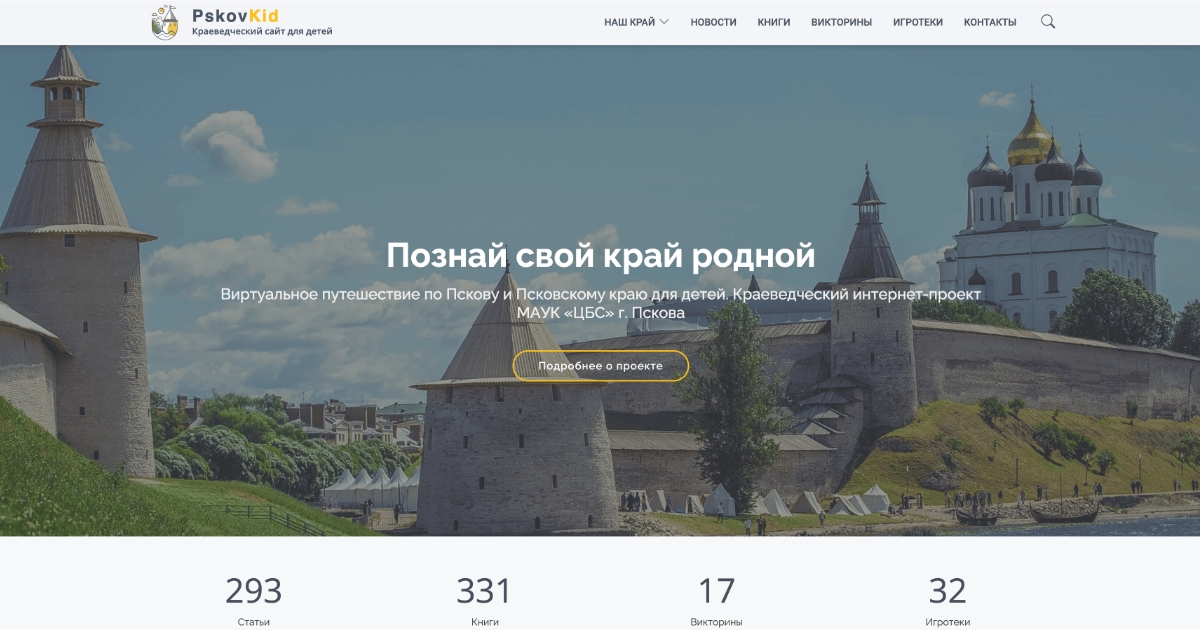 PskovKid
Краеведческий сайт для детей
НАШ КРАЙ НОВОСТИ КНИГИ ВИКТОРИНЫ ИГРОТЕКИ КОНТАКТЫ
Познай свой край родной
Виртуальное путешествие по Пскову и Псковскому краю для детей. Краеведческий интернет-проект
МАУК «ЦБС» г. Пскова
Подробнее о проекте
293 331 17 32
Статьи Книги Викторины Игротеки